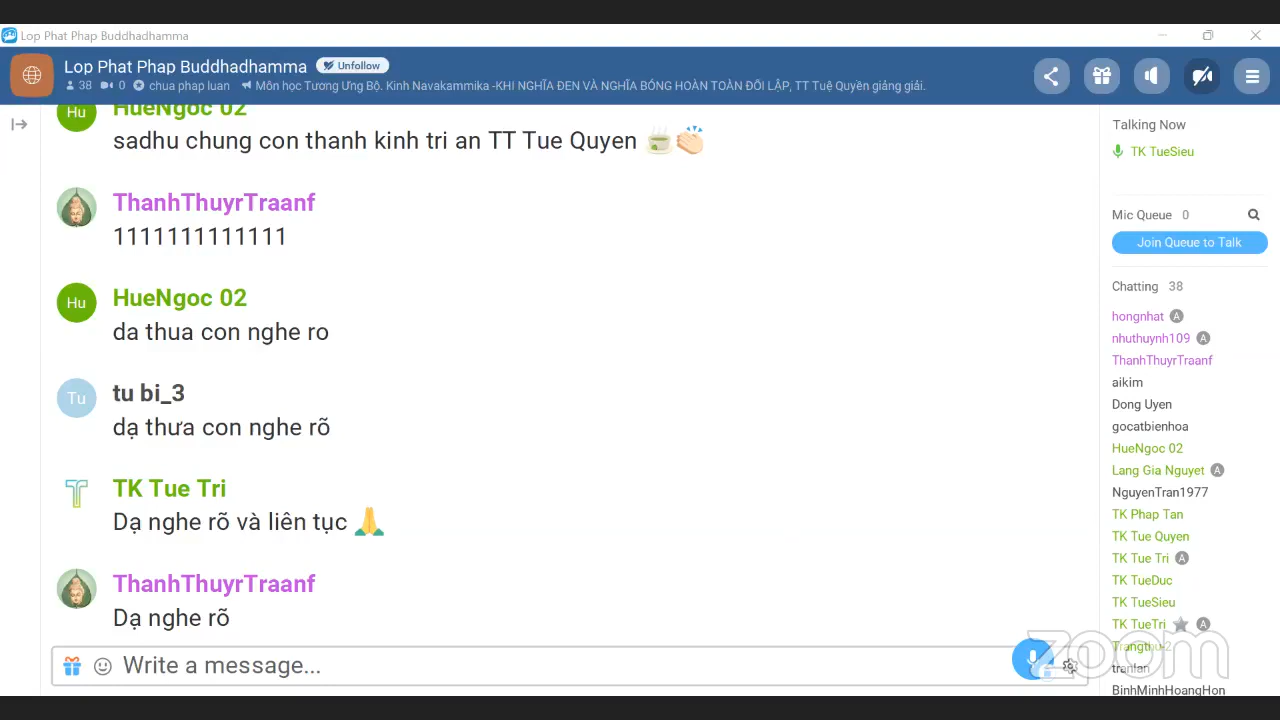 Lop Phat Phap Buddhadhamma
Lop Phat Phap Buddhadhamma Unfollow
38 0 chua phap luan Môn học Tương Ưng Bộ. Kinh Navakammika -KHI NGHĨA ĐEN VÀ NGHĨA BÓNG HOÀN TOÀN ĐỐI LẬP, TT Tuệ Quyền giảng giải.
Hu HueNgoc 02
sadhu chung con thanh kinh tri an TT Tue Quyen 🍵👏🏻
ThanhThuyrTraanf
1111111111111
Hu HueNgoc 02
da thua con nghe ro
Tu tu bi_3
dạ thưa con nghe rõ
TK Tue Tri
Dạ nghe rõ và liên tục 🙏
ThanhThuyrTraanf
Dạ nghe rõ
Write a message...
Talking Now
TK TueSieu
Mic Queue 0
Join Queue to Talk
Chatting 38
hongnhat A
nhuthuynh109 A
ThanhThuyrTraanf
aikim
Dong Uyen
gocatbienhoa
HueNgoc 02
Lang Gia Nguyet A
NguyenTran1977
TK Phap Tan
TK Tue Quyen
TK Tue Tri A
TK TueDuc
TK TueSieu
TK TueTri A
Trangthu-2
tranlan
BinhMinhHoangHon
zoom